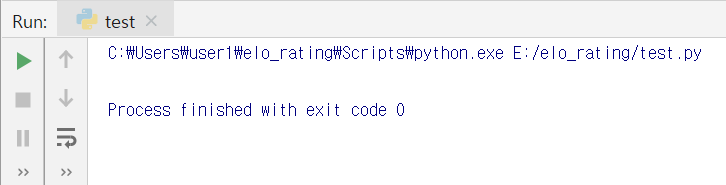 Run: test
C:₩Users₩user1₩elo_rating₩Scripts₩python.exe E:/elo_rating/test.py
Process finished with exit code 0